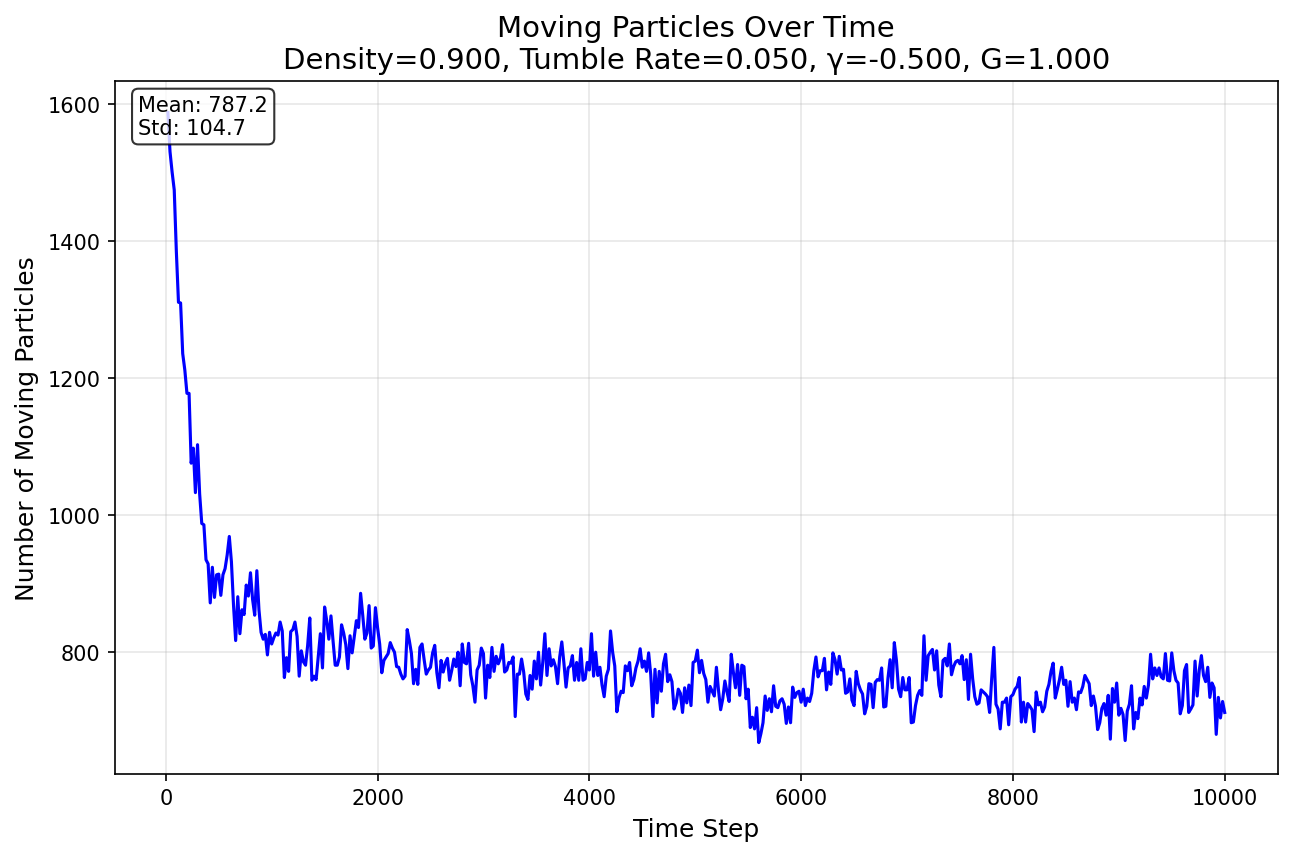 Moving Particles Over Time
Density=0.900, Tumble Rate=0.050, γ=-0.500, G=1.000
Mean: 787.2
Std: 104.7
Number of Moving Particles
1600
1400
1200
1000
800
0
2000
4000
6000
8000
10000
Time Step